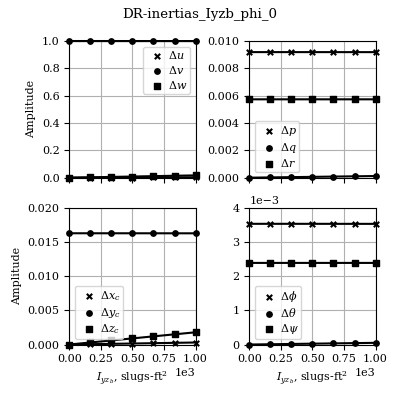 DR-inertias_Iyzb_phi_0
Amplitude
1.0
0.8
0.6
0.4
0.2
0.0
Δu
Δv
Δw
0.010
0.008
0.006
0.004
0.002
0.000
Δp
Δq
Δr
Amplitude
0.020
0.015
0.010
0.005
0.000
Δx_c
Δy_c
Δz_c
0.00 0.25 0.50 0.75 1.00
1e3
I_{yz_b}, slugs-ft²
1e−3
4
3
2
1
0
Δϕ
Δθ
Δψ
0.00 0.25 0.50 0.75 1.00
1e3
I_{yz_b}, slugs-ft²